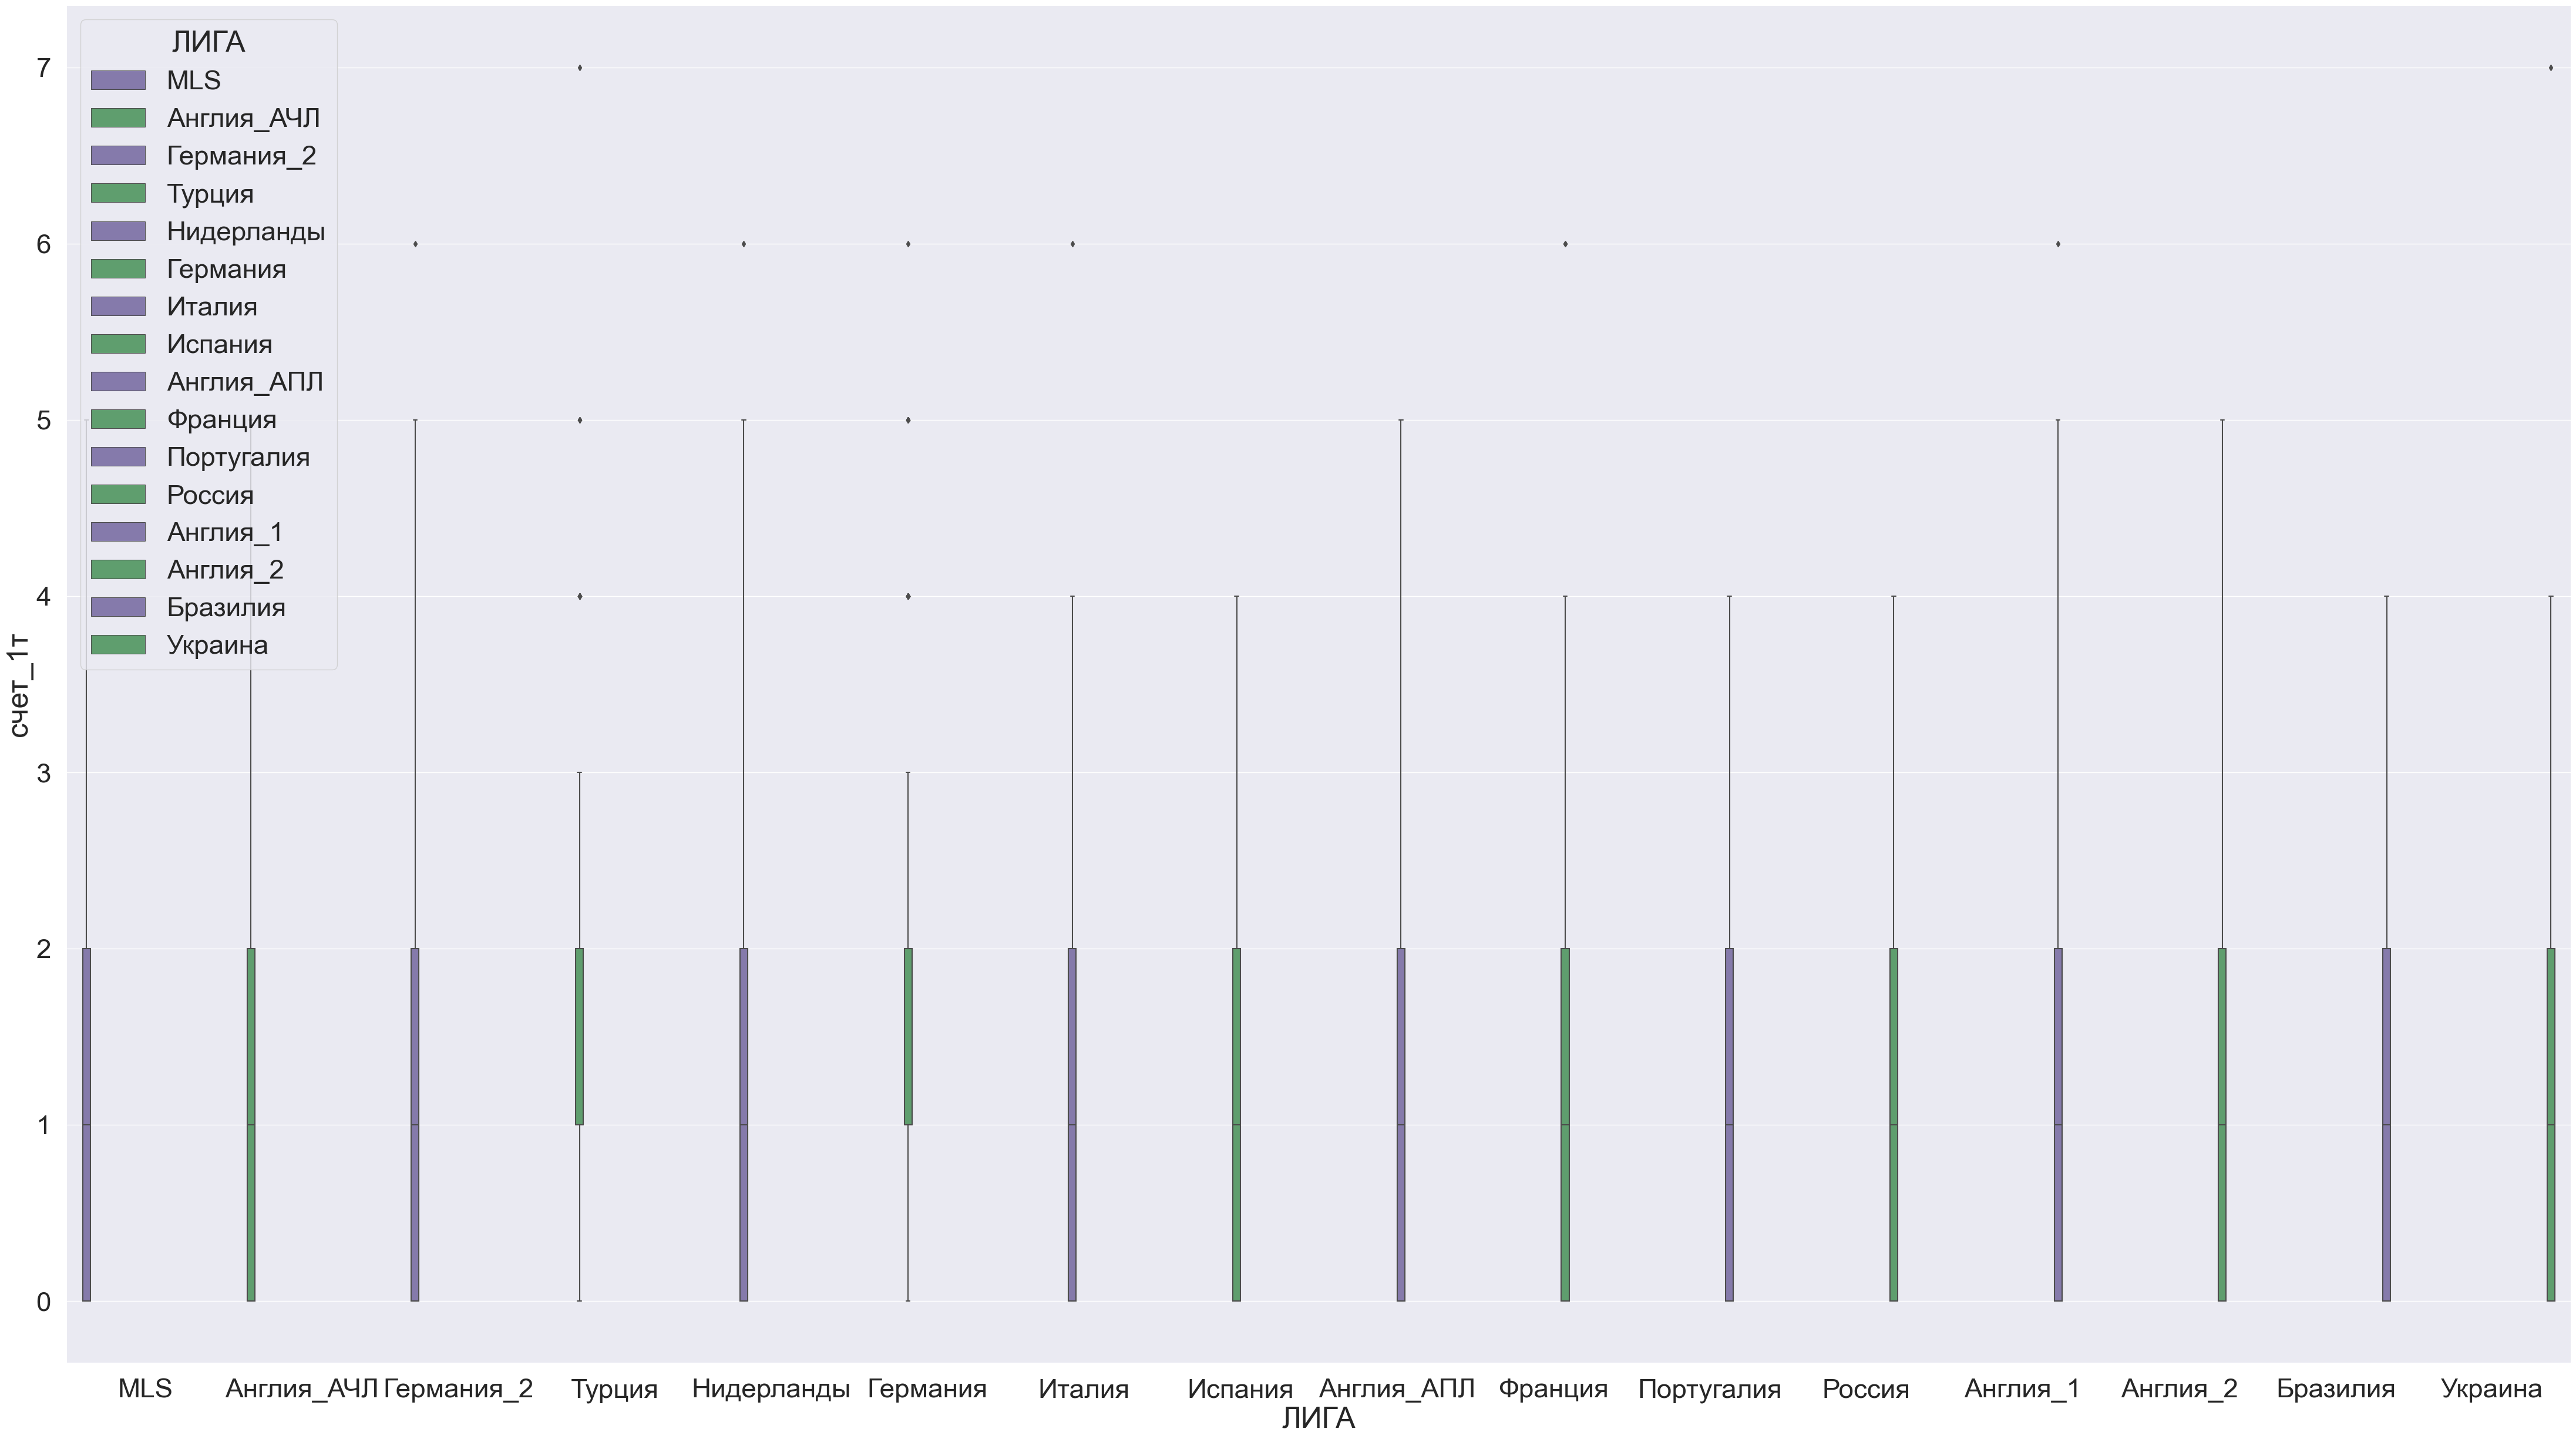 ЛИГА
MLS
Англия_АЧЛ
Германия_2
Турция
Нидерланды
Германия
Италия
Испания
Англия_АПЛ
Франция
Португалия
Россия
Англия_1
Англия_2
Бразилия
Украина
7
6
5
4
3
2
1
0
счет_1т
MLS Англия_АЧЛ Германия_2 Турция Нидерланды Германия Италия Испания Англия_АПЛ Франция Португалия Россия Англия_1 Англия_2 Бразилия Украина
ЛИГА